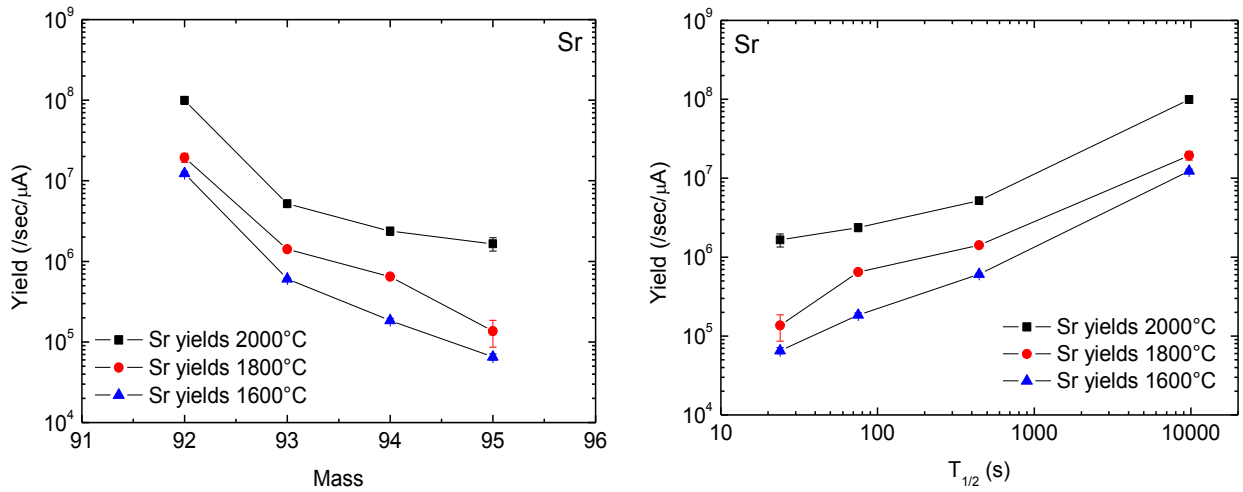 Sr
Yield (/sec/μA)
10⁹
10⁸
10⁷
10⁶
10⁵
10⁴
Sr yields 2000°C
Sr yields 1800°C
Sr yields 1600°C
91 92 93 94 95 96
Mass
Sr
Yield (/sec/μA)
10⁹
10⁸
10⁷
10⁶
10⁵
10⁴
Sr yields 2000°C
Sr yields 1800°C
Sr yields 1600°C
10 100 1000 10000
T₁/₂ (s)